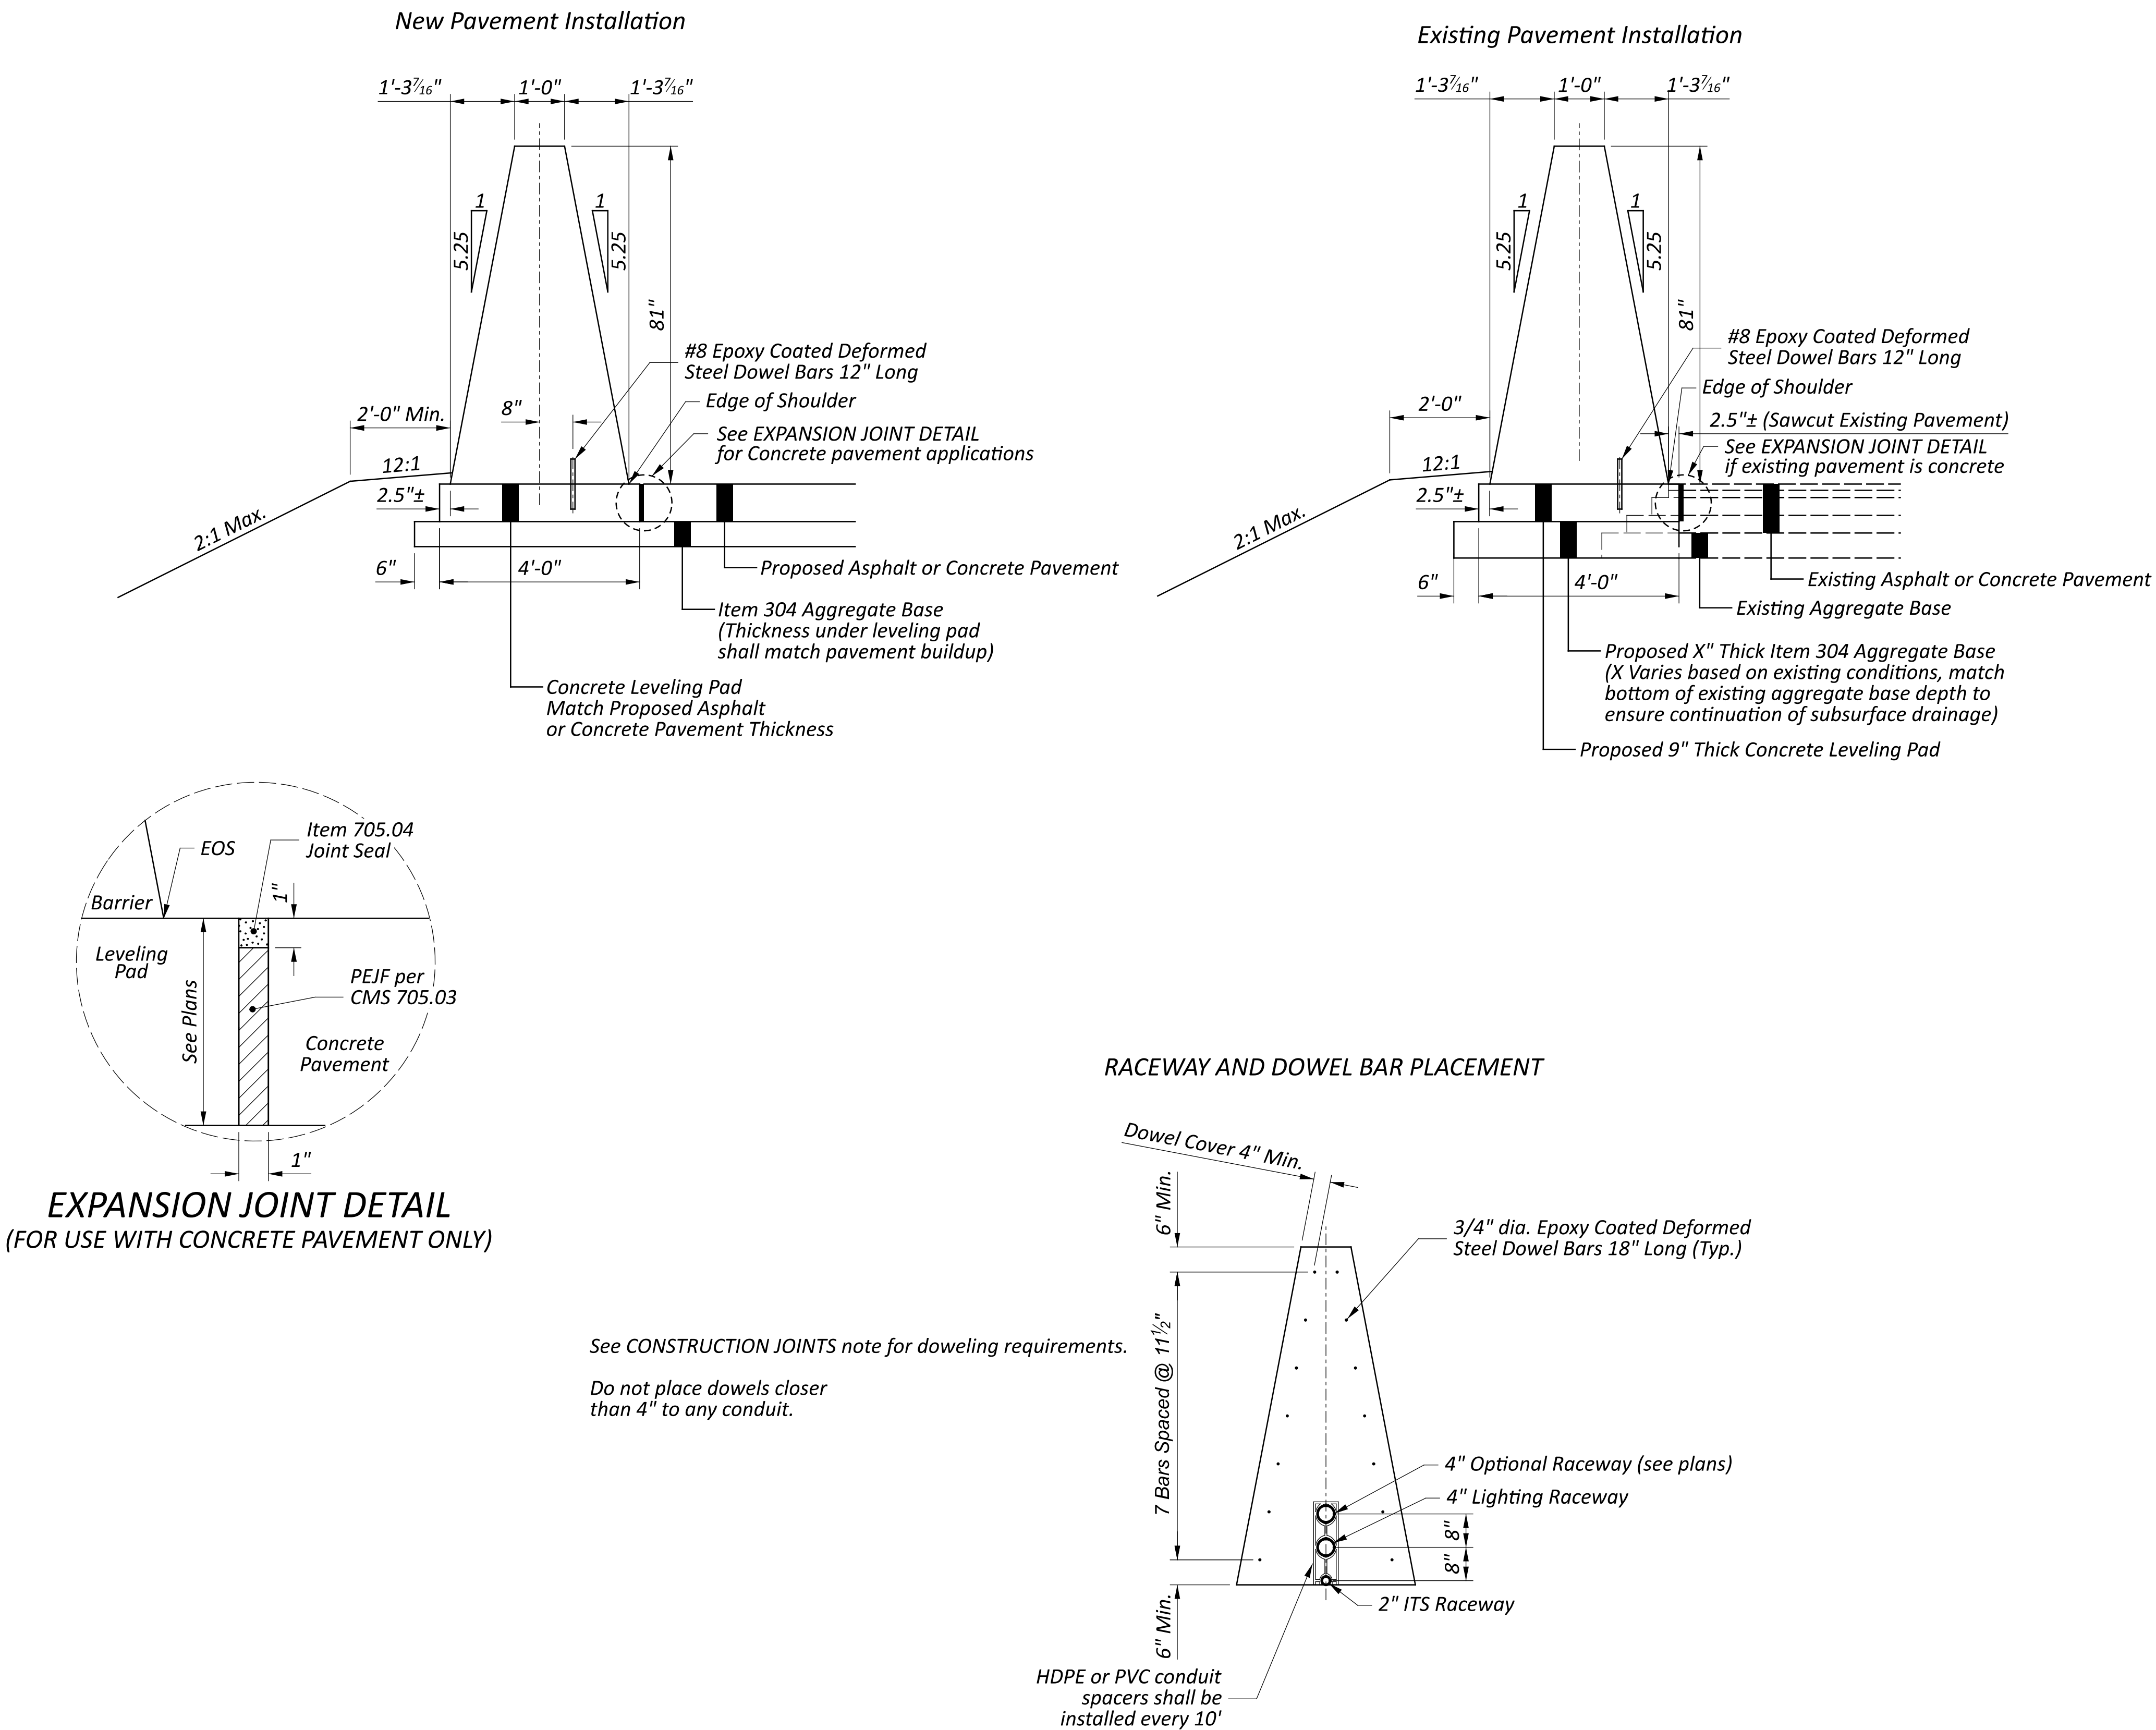 New Pavement Installation
1'-3 7/16"
1'-0"
1'-3 7/16"
1
5.25
1
5.25
81"
#8 Epoxy Coated Deformed
Steel Dowel Bars 12" Long
Edge of Shoulder
See EXPANSION JOINT DETAIL
for Concrete pavement applications
8"
2'-0" Min.
12:1
2.5"±
2:1 Max.
6"
4'-0"
Proposed Asphalt or Concrete Pavement
Item 304 Aggregate Base
(Thickness under leveling pad
shall match pavement buildup)
Concrete Leveling Pad
Match Proposed Asphalt
or Concrete Pavement Thickness
Existing Pavement Installation
1'-3 7/16"
1'-0"
1'-3 7/16"
1
5.25
1
5.25
81"
#8 Epoxy Coated Deformed
Steel Dowel Bars 12" Long
Edge of Shoulder
2.5"± (Sawcut Existing Pavement)
See EXPANSION JOINT DETAIL
if existing pavement is concrete
2'-0"
12:1
2.5"±
2:1 Max.
6"
4'-0"
Existing Asphalt or Concrete Pavement
Existing Aggregate Base
Proposed X" Thick Item 304 Aggregate Base
(X Varies based on existing conditions, match
bottom of existing aggregate base depth to
ensure continuation of subsurface drainage)
Proposed 9" Thick Concrete Leveling Pad
Item 705.04
Joint Seal
EOS
1"
Barrier
Leveling
Pad
See Plans
PEJF per
CMS 705.03
Concrete
Pavement
1"
EXPANSION JOINT DETAIL
(FOR USE WITH CONCRETE PAVEMENT ONLY)
See CONSTRUCTION JOINTS note for doweling requirements.
Do not place dowels closer
than 4" to any conduit.
RACEWAY AND DOWEL BAR PLACEMENT
Dowel Cover 4" Min.
6" Min.
3/4" dia. Epoxy Coated Deformed
Steel Dowel Bars 18" Long (Typ.)
7 Bars Spaced @ 11 1/2"
4" Optional Raceway (see plans)
4" Lighting Raceway
8"
8"
2" ITS Raceway
6" Min.
HDPE or PVC conduit
spacers shall be
installed every 10'